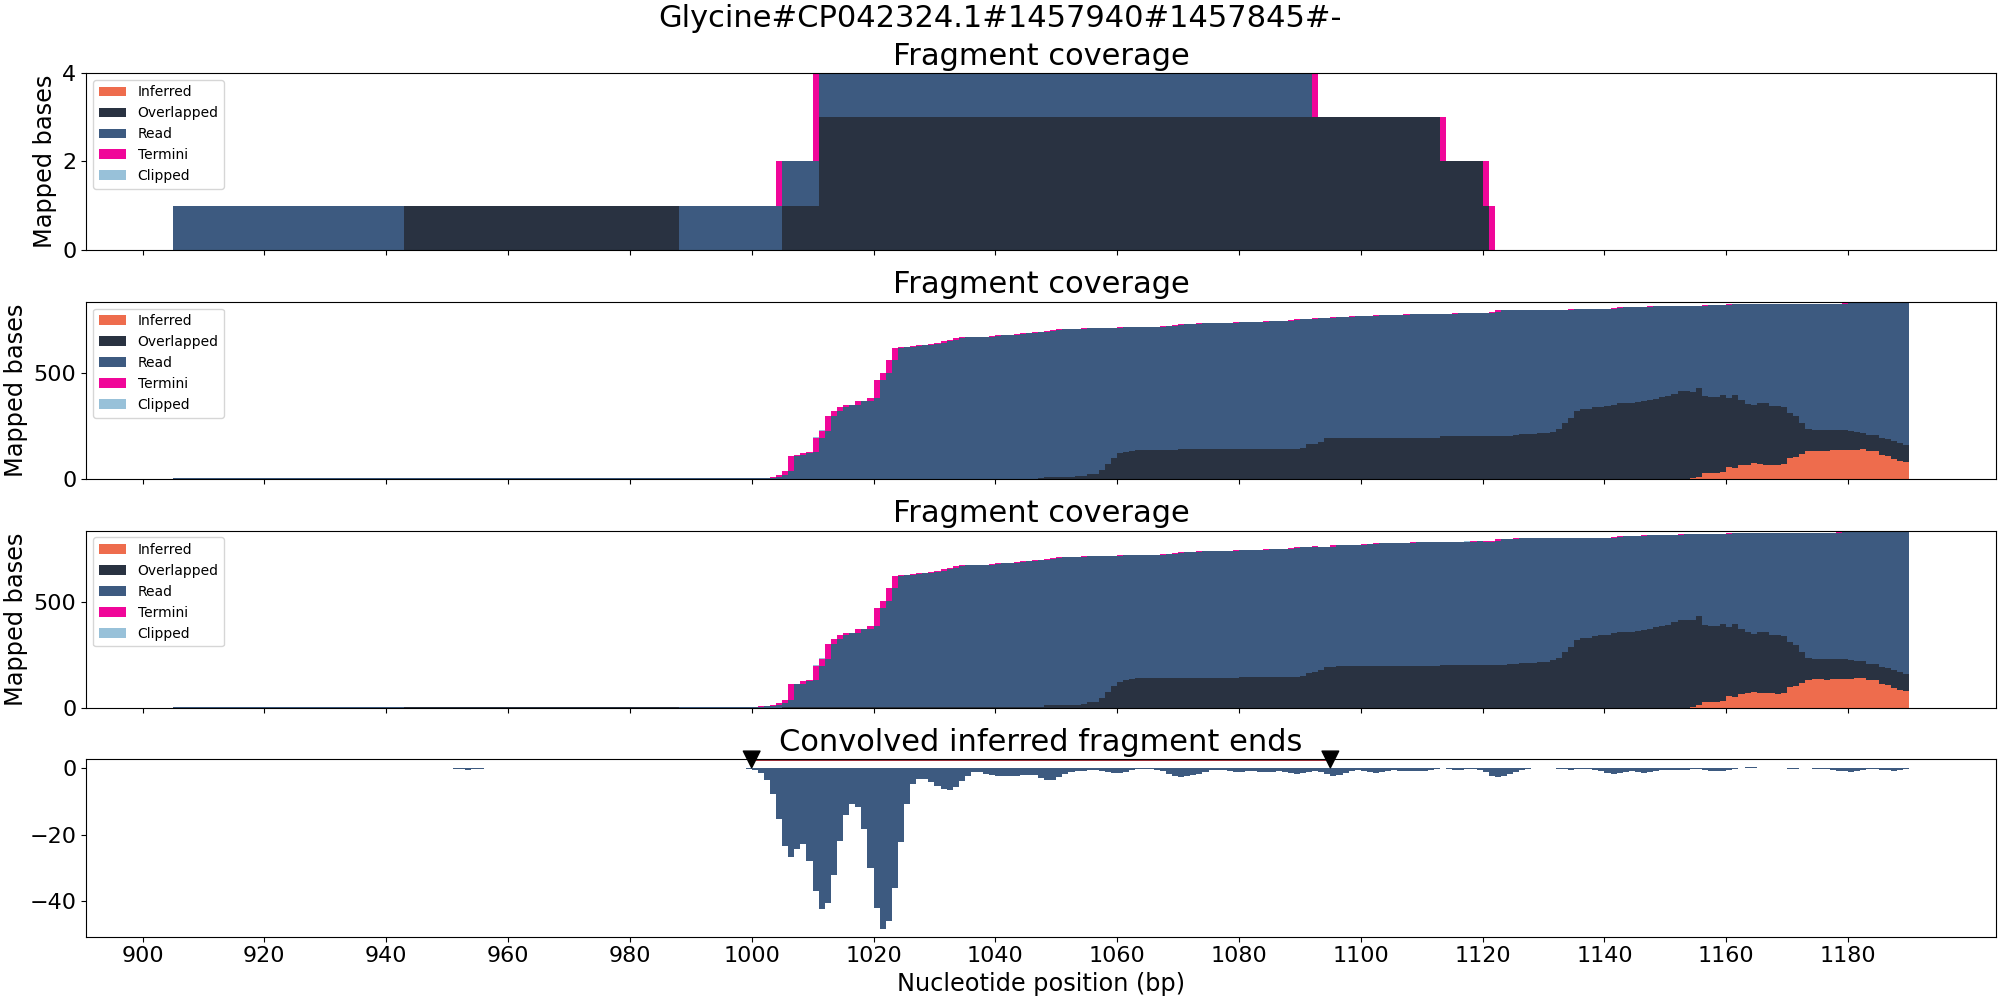 Glycine#CP042324.1#1457940#1457845#-
Fragment coverage
Mapped bases
4
2
0
Inferred
Overlapped
Read
Termini
Clipped
Fragment coverage
Mapped bases
500
0
Inferred
Overlapped
Read
Termini
Clipped
Fragment coverage
Mapped bases
500
0
Inferred
Overlapped
Read
Termini
Clipped
Convolved inferred fragment ends
0
−20
−40
900 920 940 960 980 1000 1020 1040 1060 1080 1100 1120 1140 1160 1180
Nucleotide position (bp)